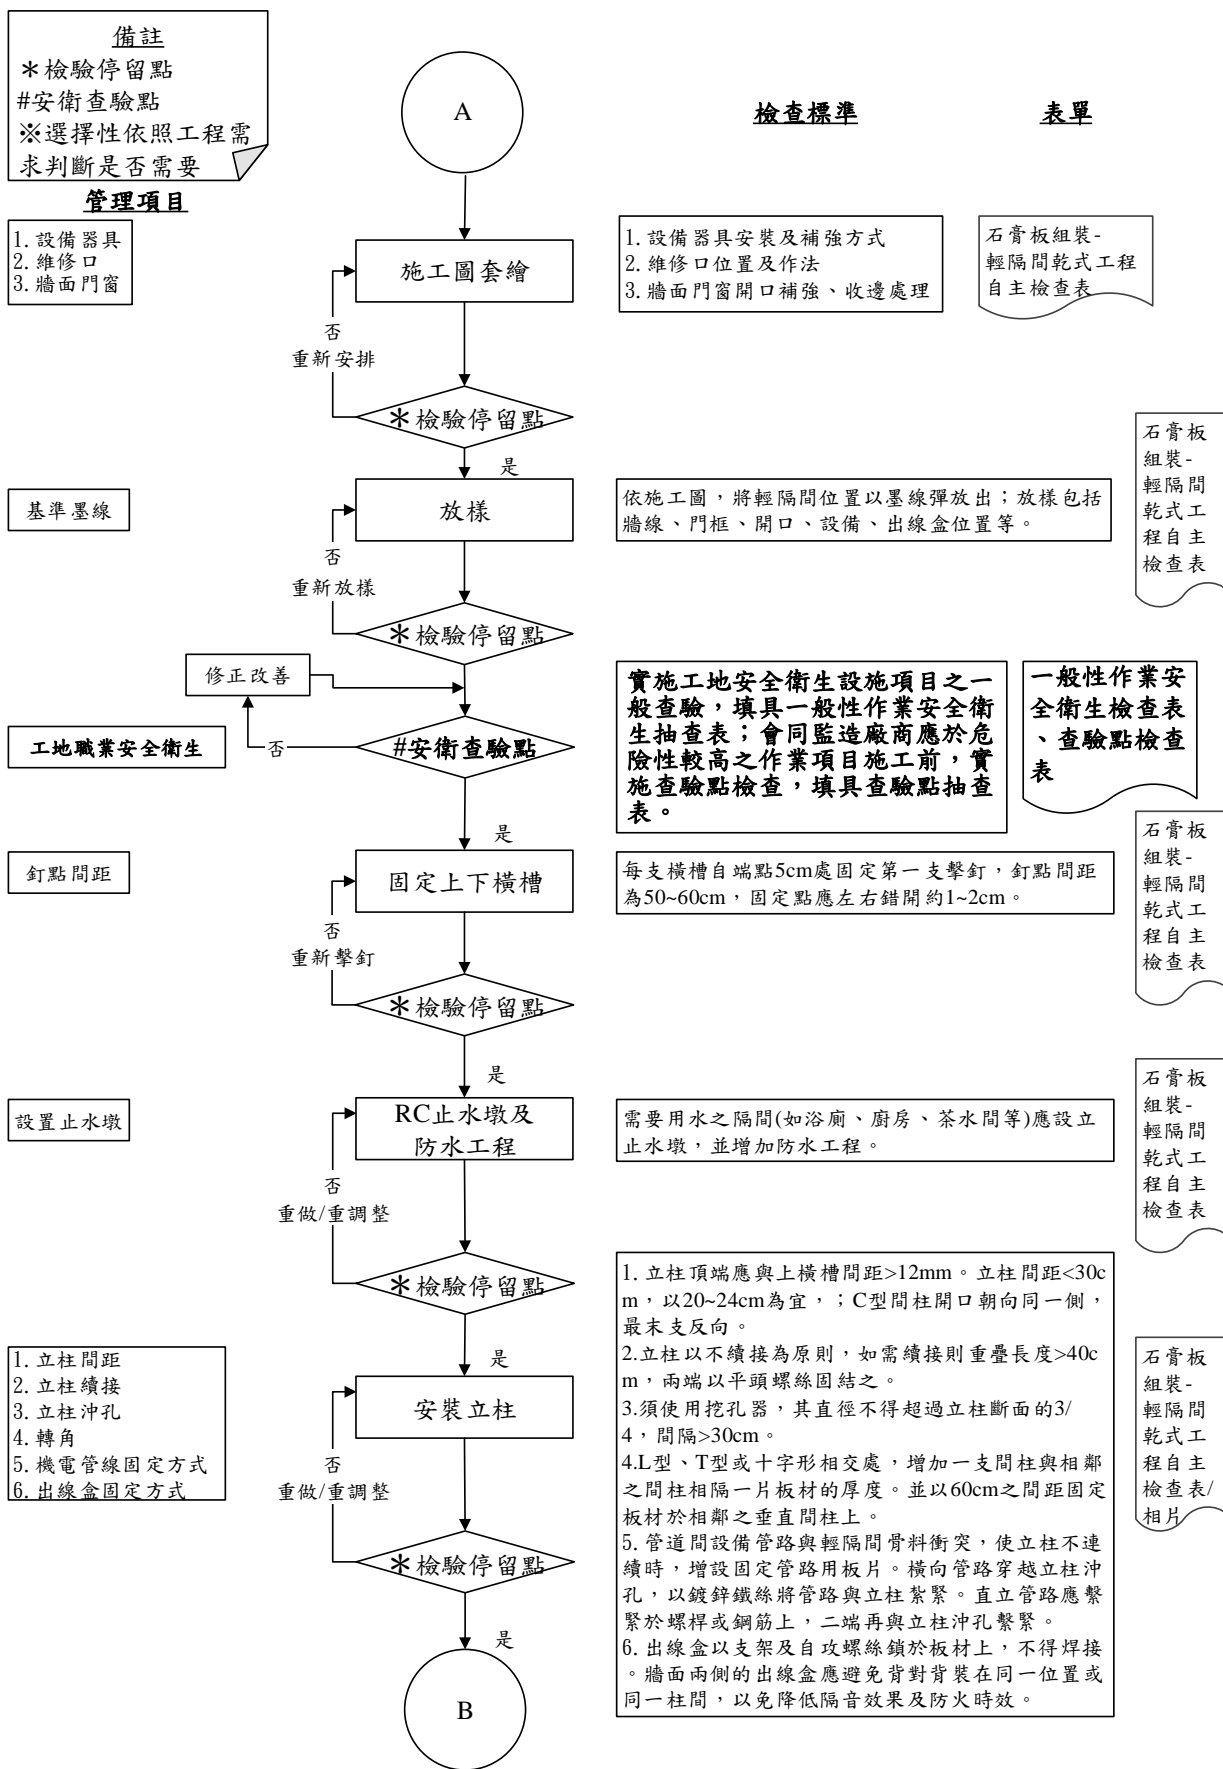 備註
＊檢驗停留點
#安衛查驗點
※選擇性依照工程需
求判斷是否需要
A
檢查標準
表單
管理項目
1. 設備器具
2. 維修口
3. 牆面門窗
施工圖套繪
1. 設備器具安裝及補強方式
2. 維修口位置及作法
3. 牆面門窗開口補強、收邊處理
石膏板組裝-
輕隔間乾式工程
自主檢查表
否
重新安排
＊檢驗停留點
是
基準墨線
放樣
依施工圖，將輕隔間位置以墨線彈放出；放樣包括
牆線、門框、開口、設備、出線盒位置等。
石膏板
組裝-
輕隔間
乾式工
程自主
檢查表
否
重新放樣
＊檢驗停留點
修正改善
工地職業安全衛生
否
#安衛查驗點
實施工地安全衛生設施項目之一
般查驗，填具一般性作業安全衛
生抽查表；會同監造廠商應於危
險性較高之作業項目施工前，實
施查驗點檢查，填具查驗點抽查
表。
一般性作業安
全衛生檢查表
、查驗點檢查
表
是
釘點間距
固定上下橫槽
每支橫槽自端點5cm處固定第一支擊釘，釘點間距
為50~60cm，固定點應左右錯開約1~2cm。
石膏板
組裝-
輕隔間
乾式工
程自主
檢查表
否
重新擊釘
＊檢驗停留點
是
設置止水墩
RC止水墩及
防水工程
需要用水之隔間(如浴廁、廚房、茶水間等)應設立
止水墩，並增加防水工程。
石膏板
組裝-
輕隔間
乾式工
程自主
檢查表
否
重做/重調整
＊檢驗停留點
是
1. 立柱間距
2. 立柱續接
3. 立柱沖孔
4. 轉角
5. 機電管線固定方式
6. 出線盒固定方式
安裝立柱
1. 立柱頂端應與上橫槽間距>12mm。立柱間距<30c
m，以20~24cm為宜，；C型間柱開口朝向同一側，
最末支反向。
2.立柱以不續接為原則，如需續接則重疊長度>40c
m，兩端以平頭螺絲固結之。
3.須使用挖孔器，其直徑不得超過立柱斷面的3/
4，間隔>30cm。
4.L型、T型或十字形相交處，增加一支間柱與相鄰
之間柱相隔一片板材的厚度。並以60cm之間距固定
板材於相鄰之垂直間柱上。
5. 管道間設備管路與輕隔間骨料衝突，使立柱不連
續時，增設固定管路用板片。橫向管路穿越立柱沖
孔，以鍍鋅鐵絲將管路與立柱紮緊。直立管路應繫
緊於螺桿或鋼筋上，二端再與立柱沖孔繫緊。
6. 出線盒以支架及自攻螺絲鎖於板材上，不得焊接
。牆面兩側的出線盒應避免背對背裝在同一位置或
同一柱間，以免降低隔音效果及防火時效。
石膏板
組裝-
輕隔間
乾式工
程自主
檢查表/
相片
否
重做/重調整
＊檢驗停留點
是
B